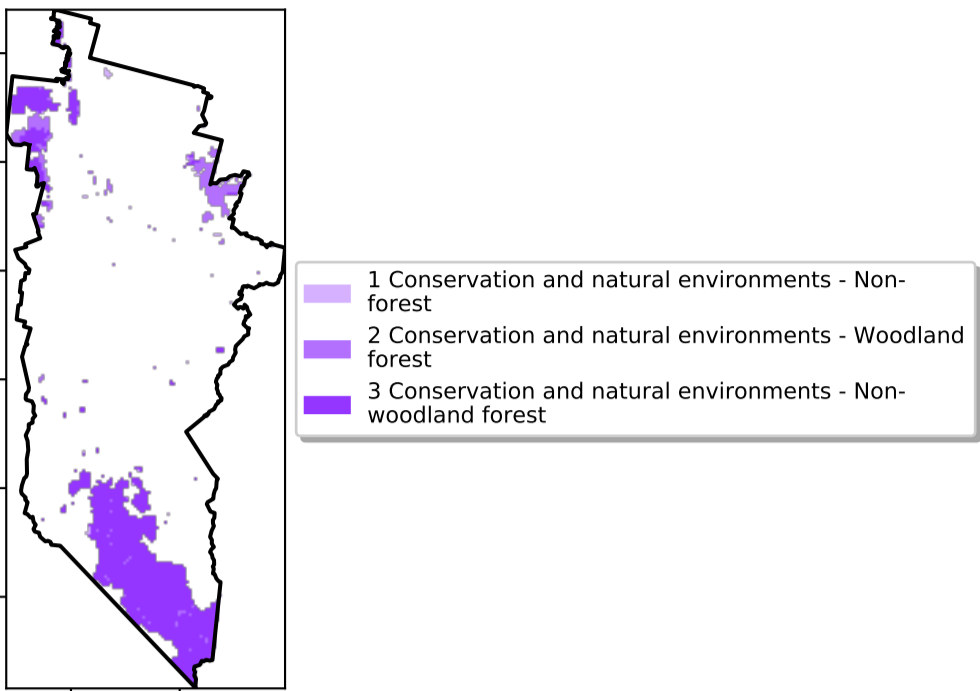 1 Conservation and natural environments - Non-
forest
2 Conservation and natural environments - Woodland
forest
3 Conservation and natural environments - Non-
woodland forest